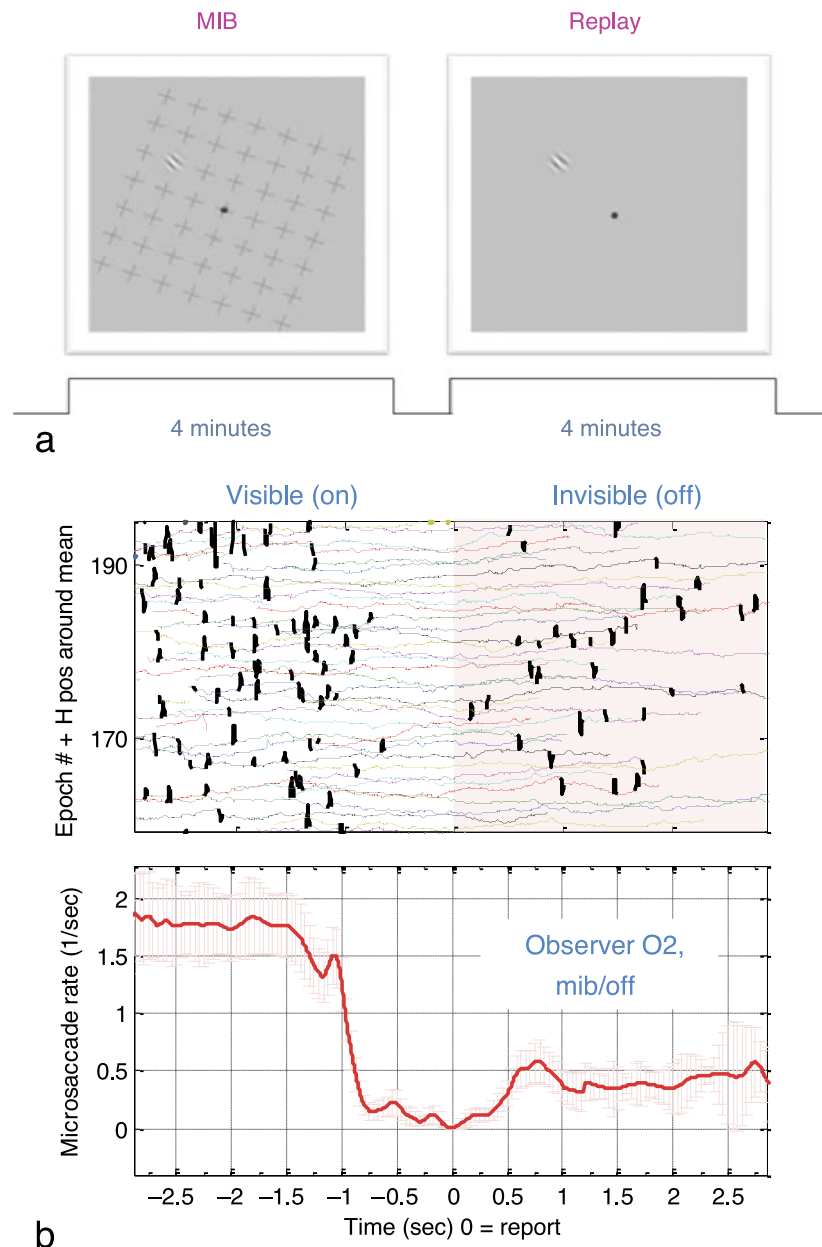 MIB Replay
4 minutes 4 minutes
a
Visible (on) Invisible (off)
Epoch # + H pos around mean
190
170
Microsaccade rate (1/sec)
2
1.5
1
0.5
0
Observer O2,
mib/off
−2.5 −2 −1.5 −1 −0.5 0 0.5 1 1.5 2 2.5
Time (sec) 0 = report
b